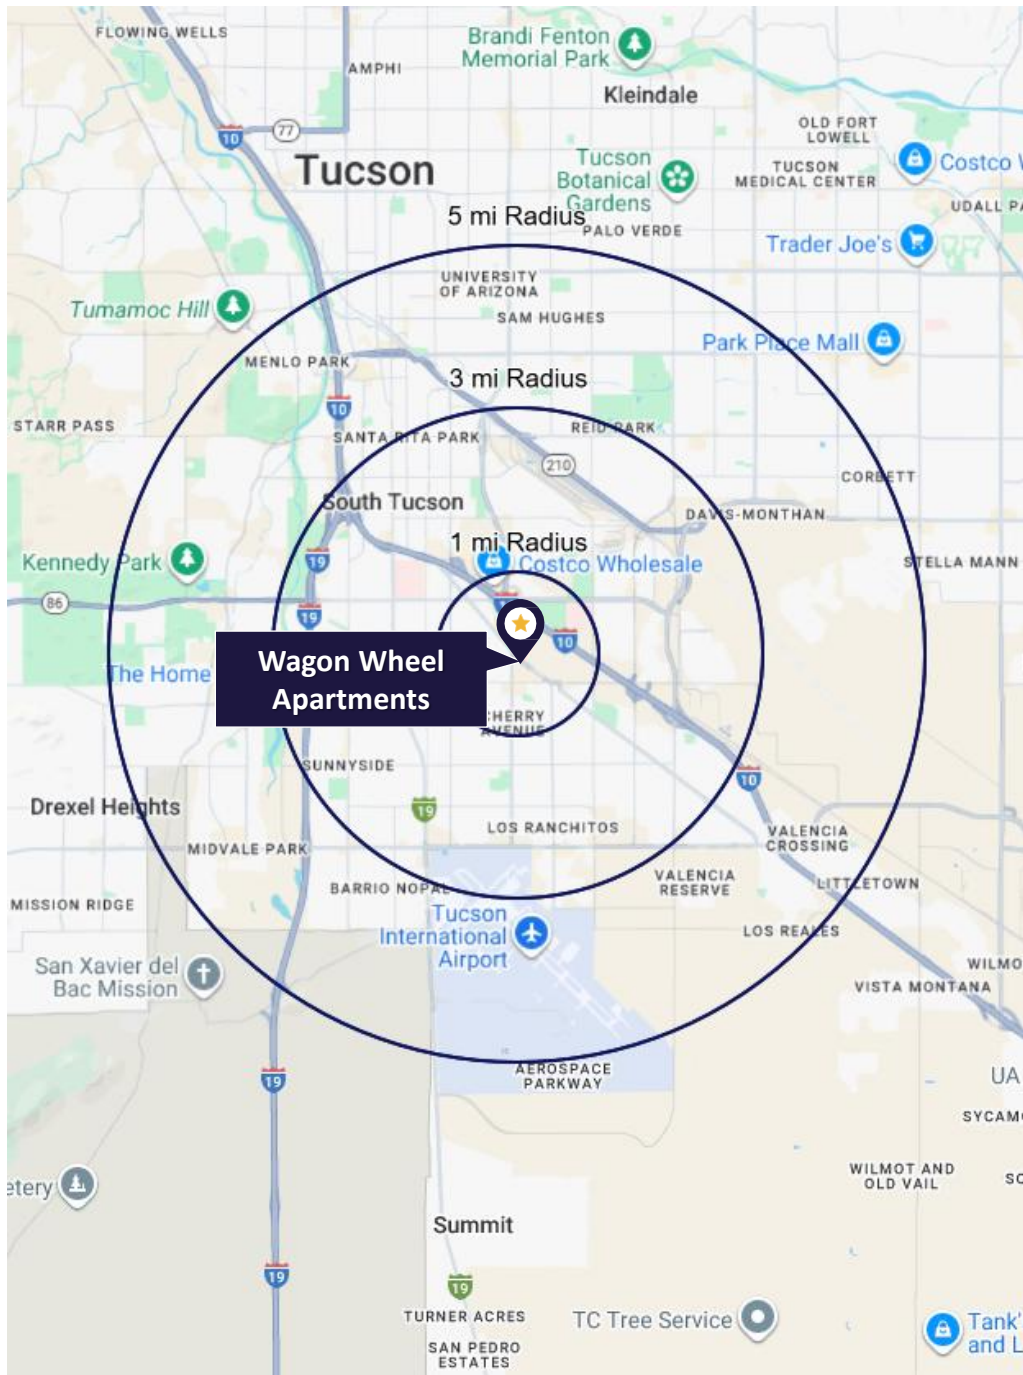 FLOWING WELLS
Brandi Fenton
Memorial Park
AMPHI
Kleindale
OLD FORT
LOWELL
10
77
Tucson
Tucson
Botanical
Gardens
TUCSON
MEDICAL CENTER
Costco
UDALL
5 mi Radius
PALO VERDE
Trader Joe's
UNIVERSITY
OF ARIZONA
Tumamoc Hill
SAM HUGHES
Park Place Mall
MENLO PARK
3 mi Radius
10
STARR PASS
SANTA RITA PARK
REID PARK
210
CORBETT
South Tucson
DAVIS-MONTHAN
1 mi Radius
Kennedy Park
19
Costco Wholesale
STELLA MANN
86
19
10
Wagon Wheel
Apartments
The Home
CHERRY
AVENUE
SUNNYSIDE
10
Drexel Heights
19
LOS RANCHITOS
VALENCIA
CROSSING
MIDVALE PARK
BARRIO NOPAL
VALENCIA
RESERVE
LITTLETOWN
MISSION RIDGE
Tucson
International
Airport
LOS REALES
San Xavier del
Bac Mission
WILMO
VISTA MONTANA
AEROSPACE
PARKWAY
19
UA
SYCAM
WILMOT AND
OLD VAIL
SO
etery
Summit
19
19
TURNER ACRES
TC Tree Service
Tank'
and L
SAN PEDRO
ESTATES